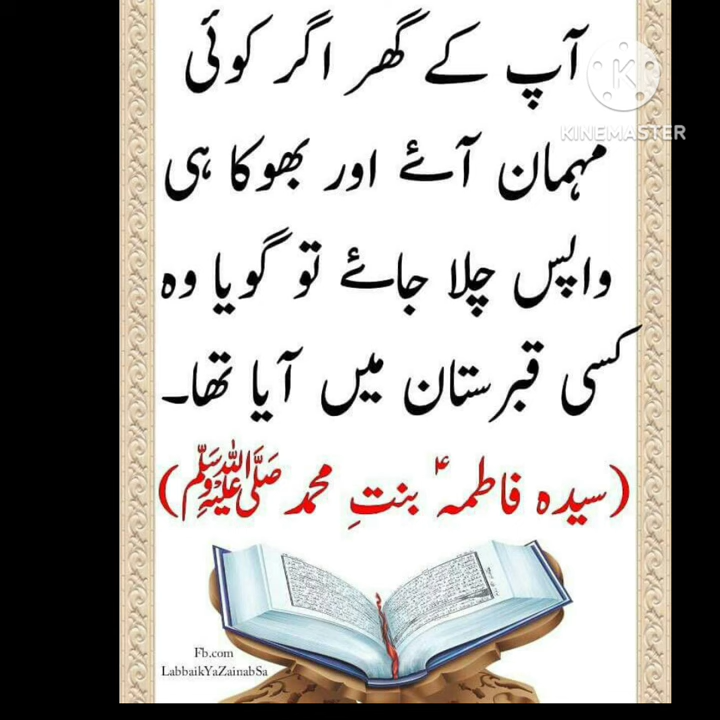 آپ کے گھر اگر کوئی
KINEMASTER
مہمان آئے اور بھوکا ہی
واپس چلا جائے تو گویا وہ
کسی قبرستان میں آیا تھا۔
(سیدہ فاطمہؑ بنتِ محمد ﷺ)
Fb.com
LabbaikYaZainabSa